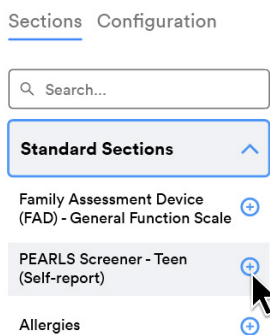 Sections Configuration
Search...
Standard Sections
Family Assessment Device
(FAD) - General Function Scale
PEARLS Screener - Teen
(Self-report)
Allergies